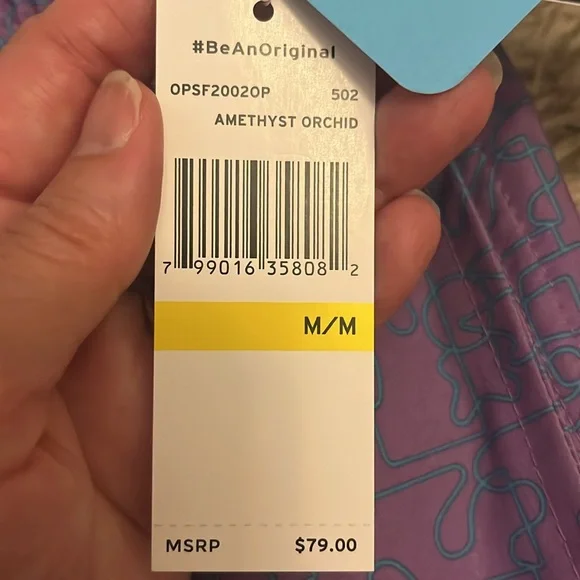 #BeAnOriginal
OPSF20020P 502
AMETHYST ORCHID
7 99016 35808 2
M/M
MSRP $79.00